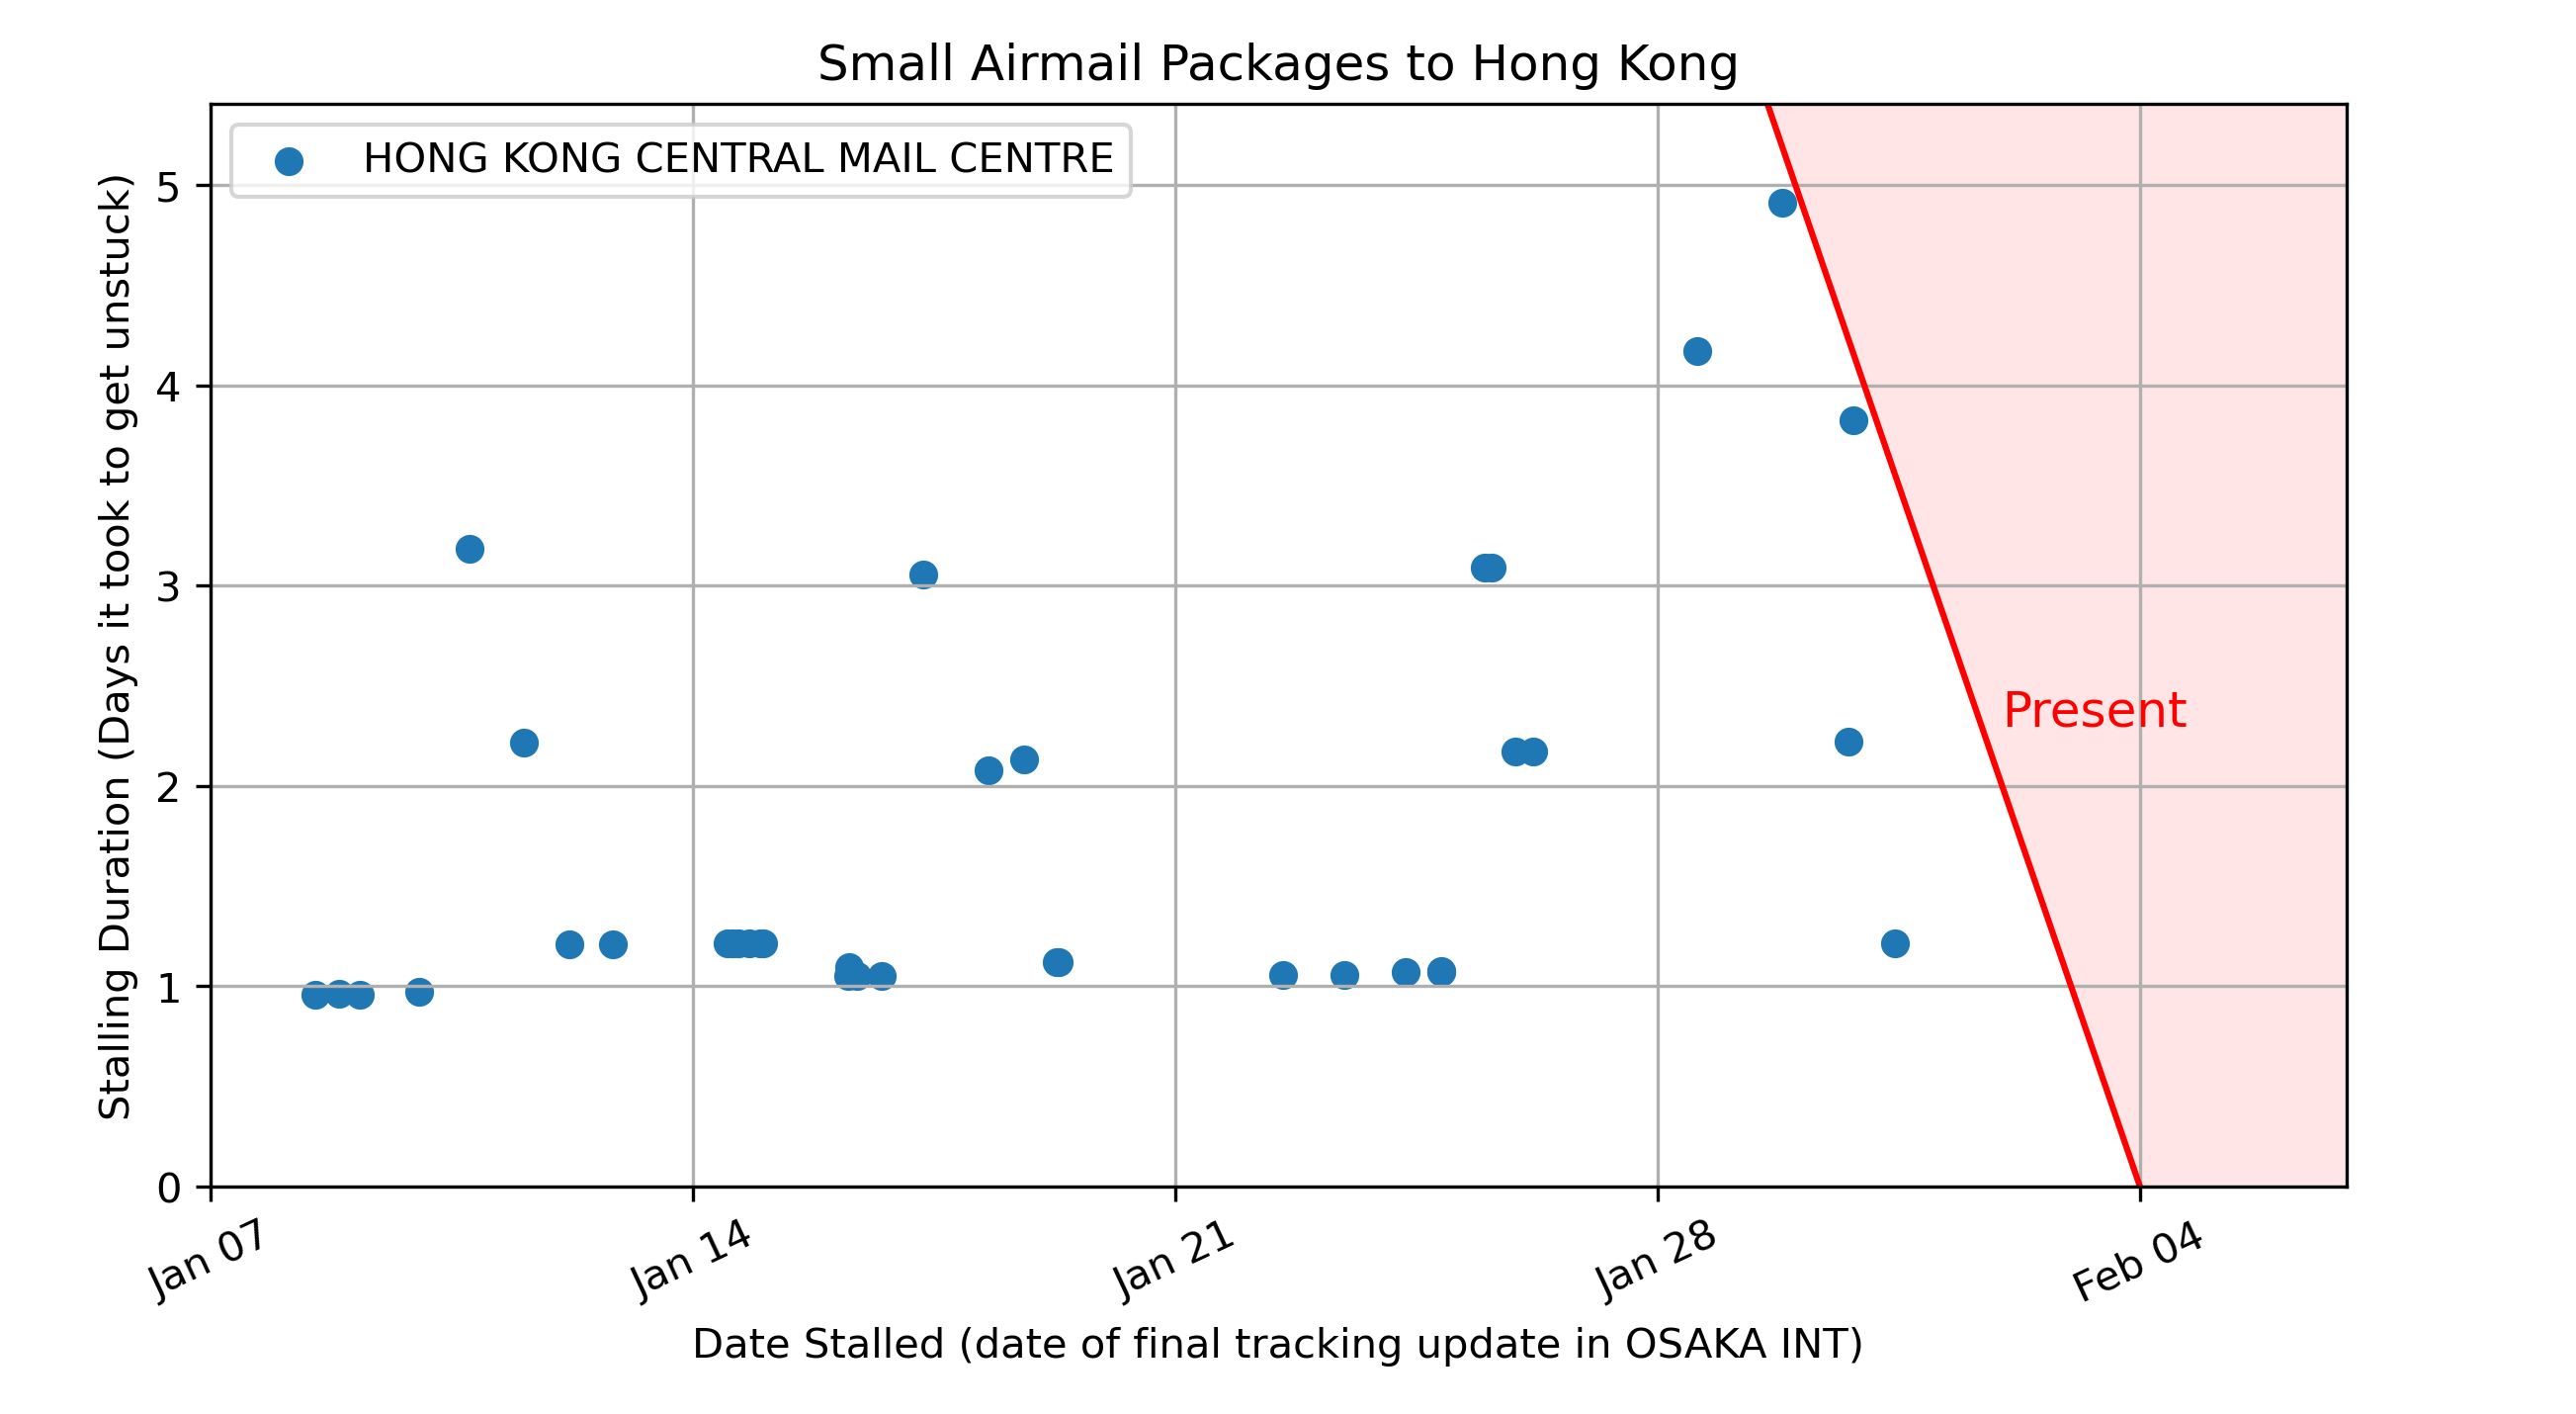 Small Airmail Packages to Hong Kong
HONG KONG CENTRAL MAIL CENTRE
Stalling Duration (Days it took to get unstuck)
5
4
3
2
1
0
Present
Jan 07
Jan 14
Jan 21
Jan 28
Feb 04
Date Stalled (date of final tracking update in OSAKA INT)